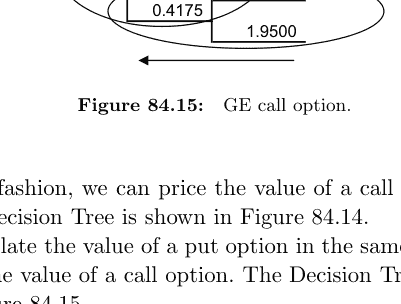 0.4175
1.9500
Figure 84.15: GE call option.
fashion, we can price the value of a call
ecision Tree is shown in Figure 84.14.
late the value of a put option in the same
e value of a call option. The Decision Tr
ure 84.15